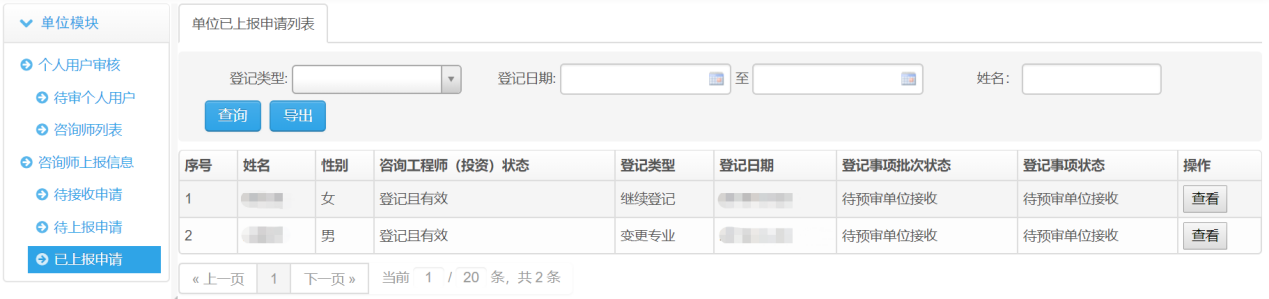 单位模块
个人用户审核
待审个人用户
咨询师列表
咨询师上报信息
待接收申请
待上报申请
已上报申请
单位已上报申请列表
登记类型: 登记日期: 至 姓名:
查询 导出
序号 姓名 性别 咨询工程师（投资）状态 登记类型 登记日期 登记事项批次状态 登记事项状态 操作
1 女 登记且有效 继续登记 待预审单位接收 待预审单位接收 查看
2 男 登记且有效 变更专业 待预审单位接收 待预审单位接收 查看
« 上一页 1 下一页 » 当前 1 / 20 条，共 2 条